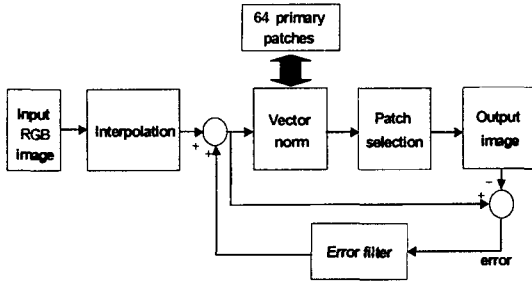 64 primary
patches
Input
RGB
image
Interpolation
+
+
Vector
norm
Patch
selection
Output
image
−
+
Error filter
error